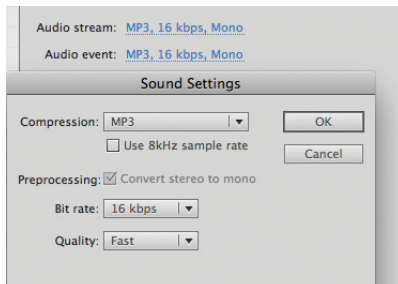 Audio stream: MP3, 16 kbps, Mono
Audio event: MP3, 16 kbps, Mono
Sound Settings
Compression: MP3 OK
Use 8kHz sample rate
Cancel
Preprocessing: Convert stereo to mono
Bit rate: 16 kbps
Quality: Fast